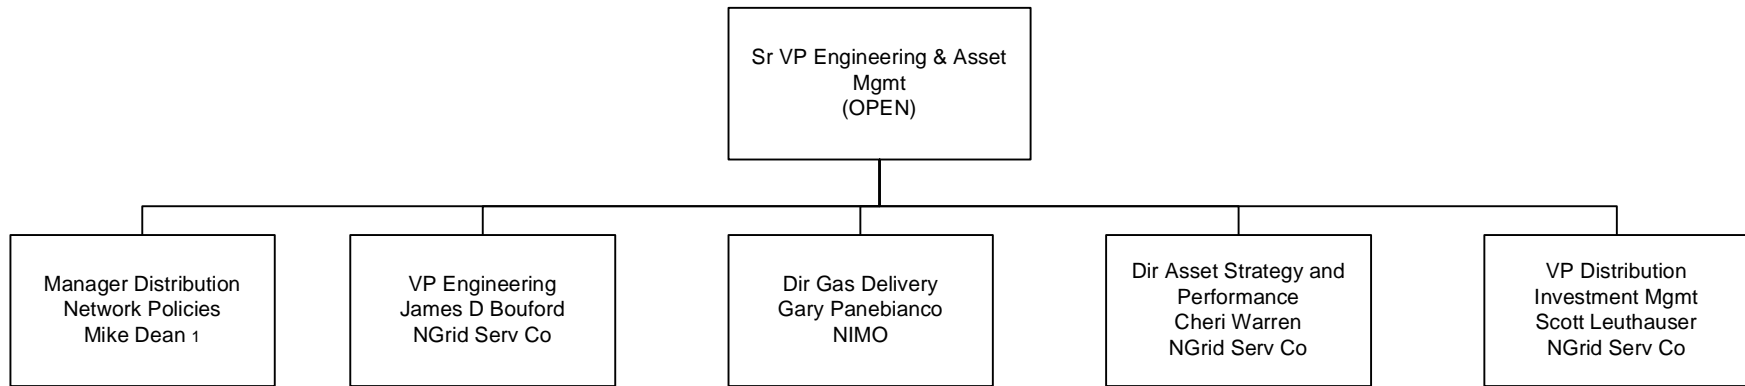 Sr VP Engineering & Asset
Mgmt
(OPEN)
Manager Distribution
Network Policies
Mike Dean 1
VP Engineering
James D Bouford
NGrid Serv Co
Dir Gas Delivery
Gary Panebianco
NIMO
Dir Asset Strategy and
Performance
Cheri Warren
NGrid Serv Co
VP Distribution
Investment Mgmt
Scott Leuthauser
NGrid Serv Co